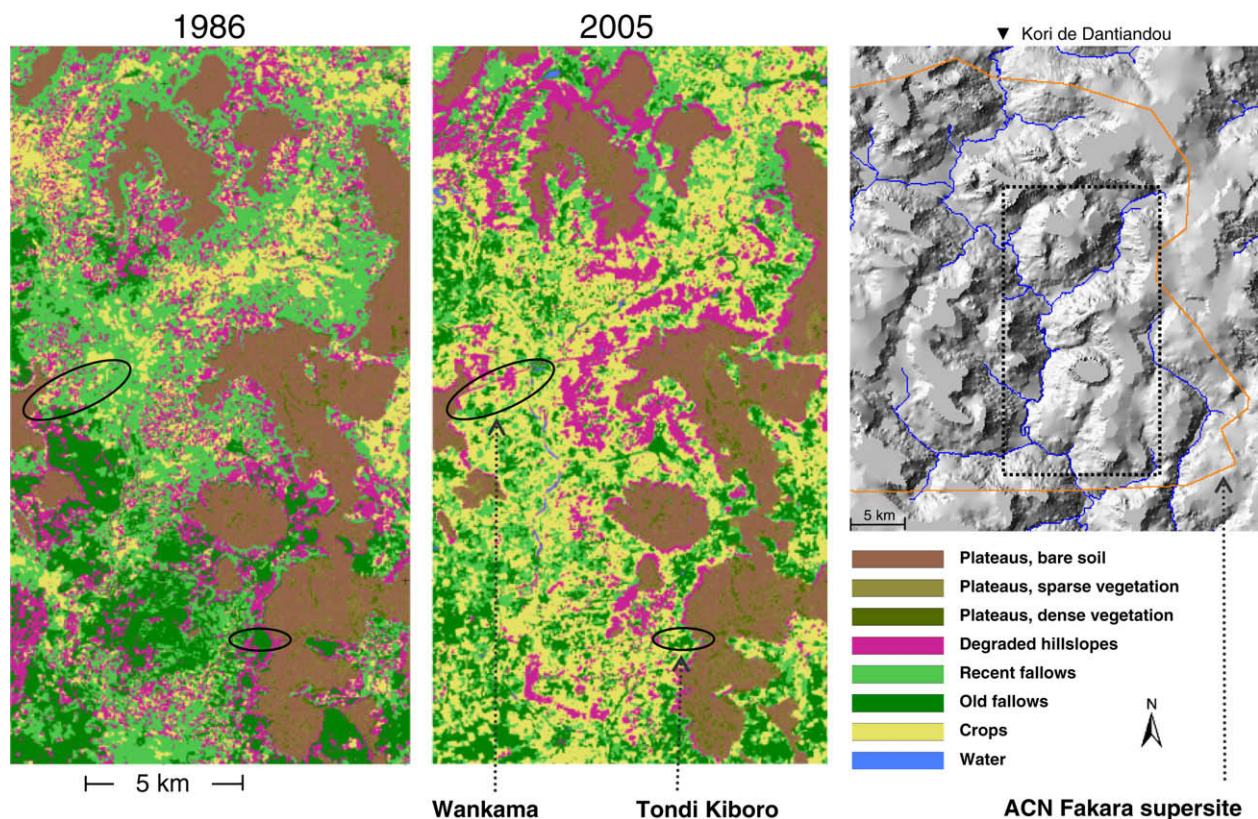 1986
2005
▼ Kori de Dantiandou
5 km
Plateaus, bare soil
Plateaus, sparse vegetation
Plateaus, dense vegetation
Degraded hillslopes
Recent fallows
Old fallows
Crops
Water
N
5 km
Wankama
Tondi Kiboro
ACN Fakara supersite